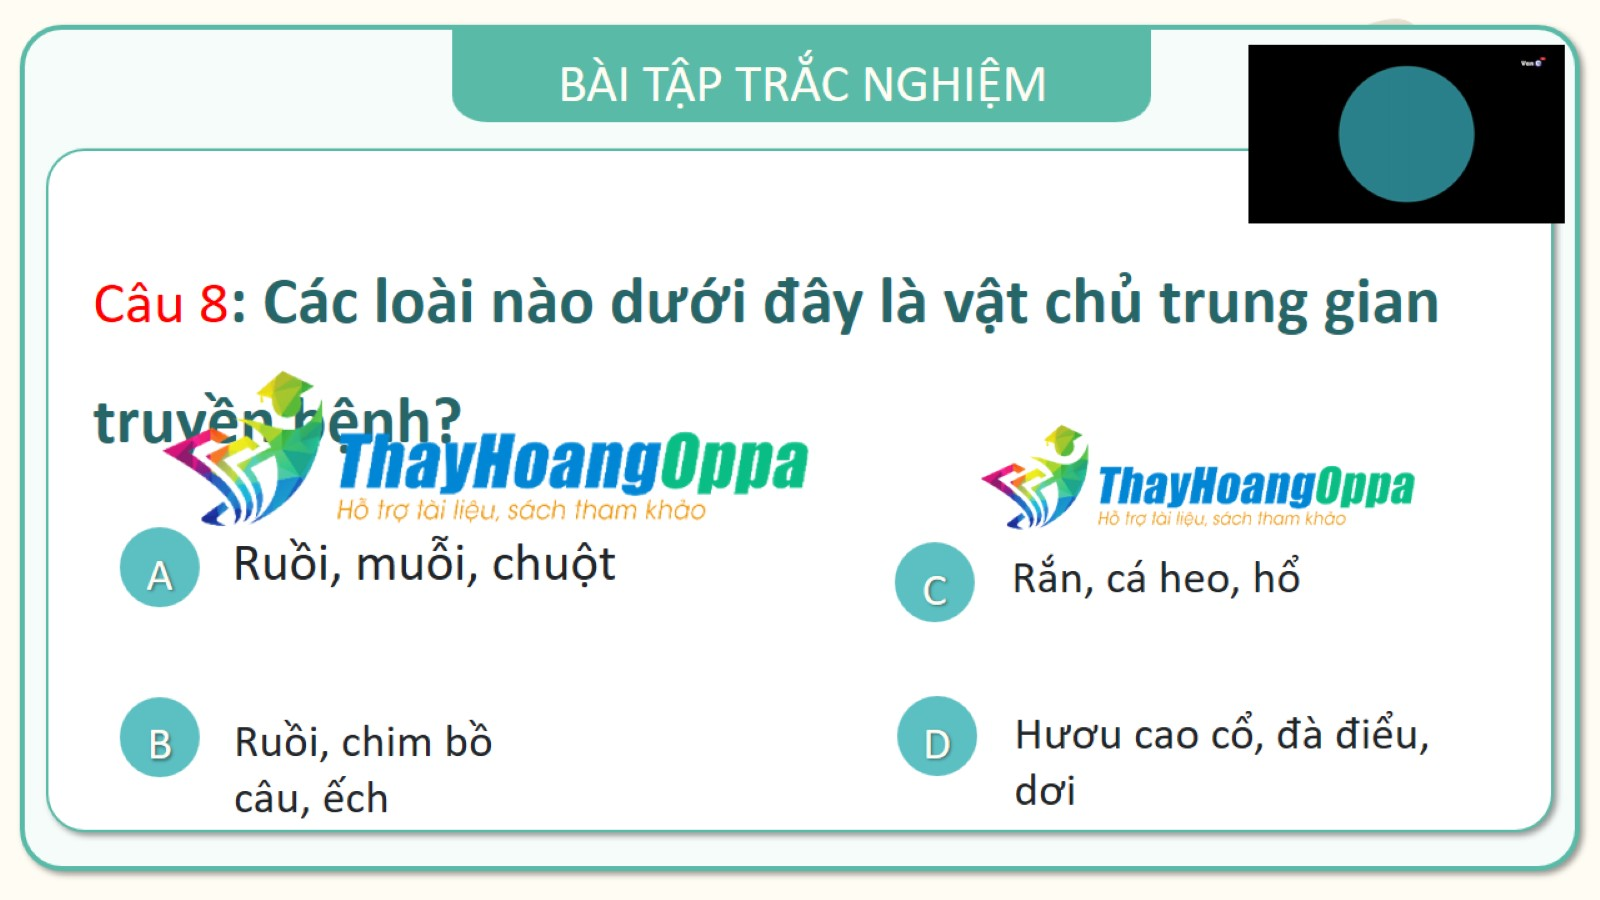 BÀI TẬP TRẮC NGHIỆM
Câu 8: Các loài nào dưới đây là vật chủ trung gian
truyền bệnh?
ThayHoangOppa
Hỗ trợ tài liệu, sách tham khảo
ThayHoangOppa
Hỗ trợ tài liệu, sách tham khảo
A Ruồi, muỗi, chuột
C Rắn, cá heo, hổ
B Ruồi, chim bồ
câu, ếch
D Hươu cao cổ, đà điểu,
dơi